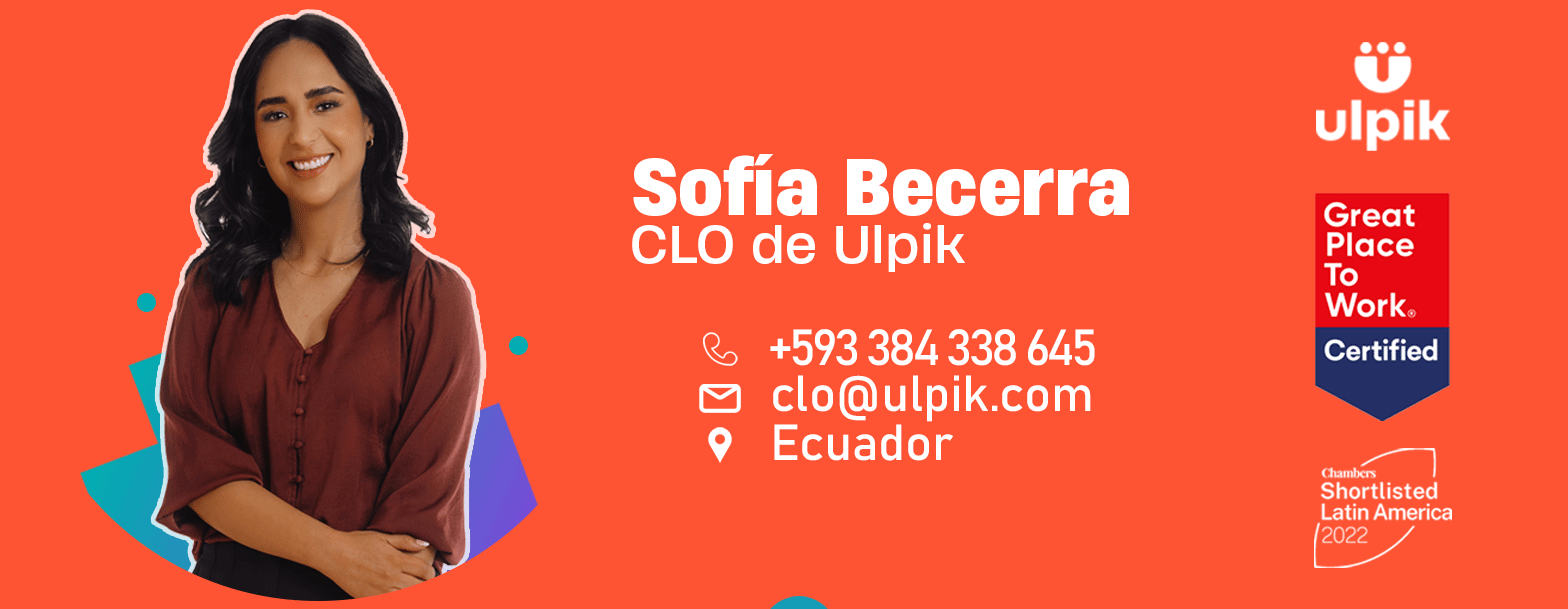 Sofía Becerra
CLO de Ulpik
+593 384 338 645
clo@ulpik.com
Ecuador
ulpik
Great
Place
To
Work®
Certified
Chambers
Shortlisted
Latin America
2022